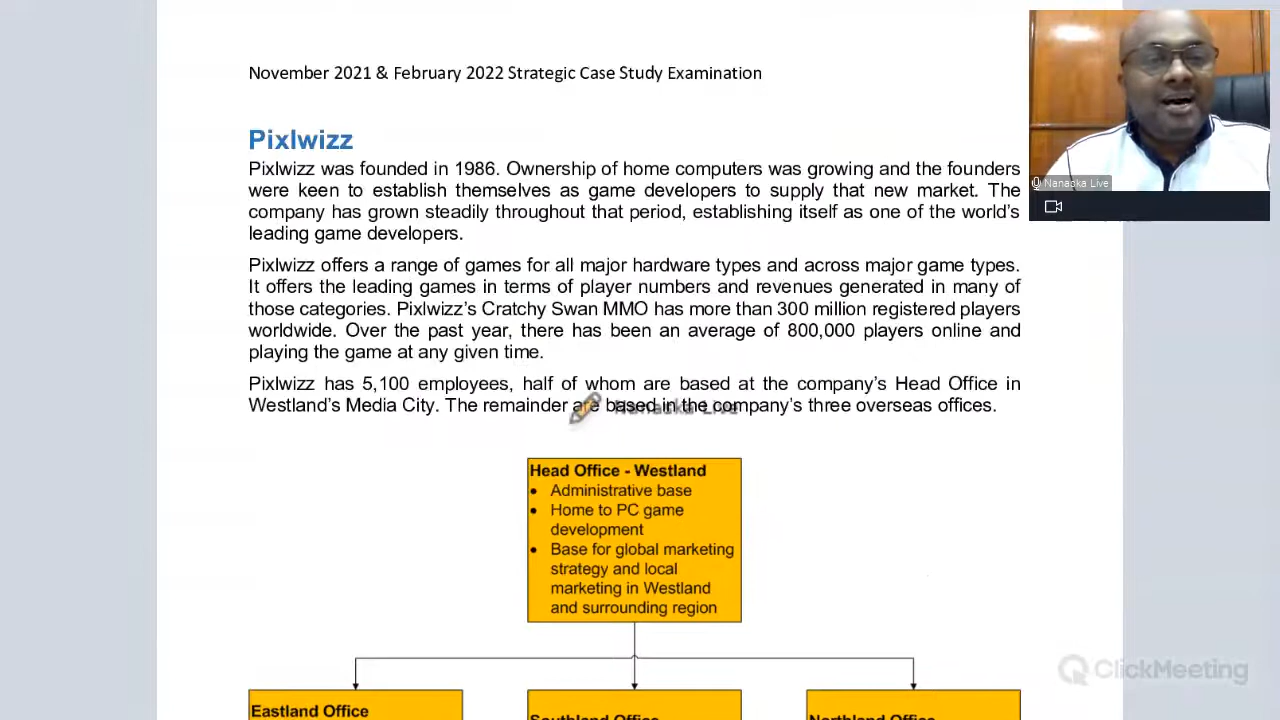 November 2021 & February 2022 Strategic Case Study Examination
Pixlwizz
Pixlwizz was founded in 1986. Ownership of home computers was growing and the founders
were keen to establish themselves as game developers to supply that new market. The
company has grown steadily throughout that period, establishing itself as one of the world's
leading game developers.
Pixlwizz offers a range of games for all major hardware types and across major game types.
It offers the leading games in terms of player numbers and revenues generated in many of
those categories. Pixlwizz's Cratchy Swan MMO has more than 300 million registered players
worldwide. Over the past year, there has been an average of 800,000 players online and
playing the game at any given time.
Pixlwizz has 5,100 employees, half of whom are based at the company's Head Office in
Westland's Media City. The remainder are based in the company's three overseas offices.
Nanaska Live
Head Office - Westland
• Administrative base
• Home to PC game
development
• Base for global marketing
strategy and local
marketing in Westland
and surrounding region
Eastland Office
Southland Office
Northland Office
Nanaska Live
ClickMeeting